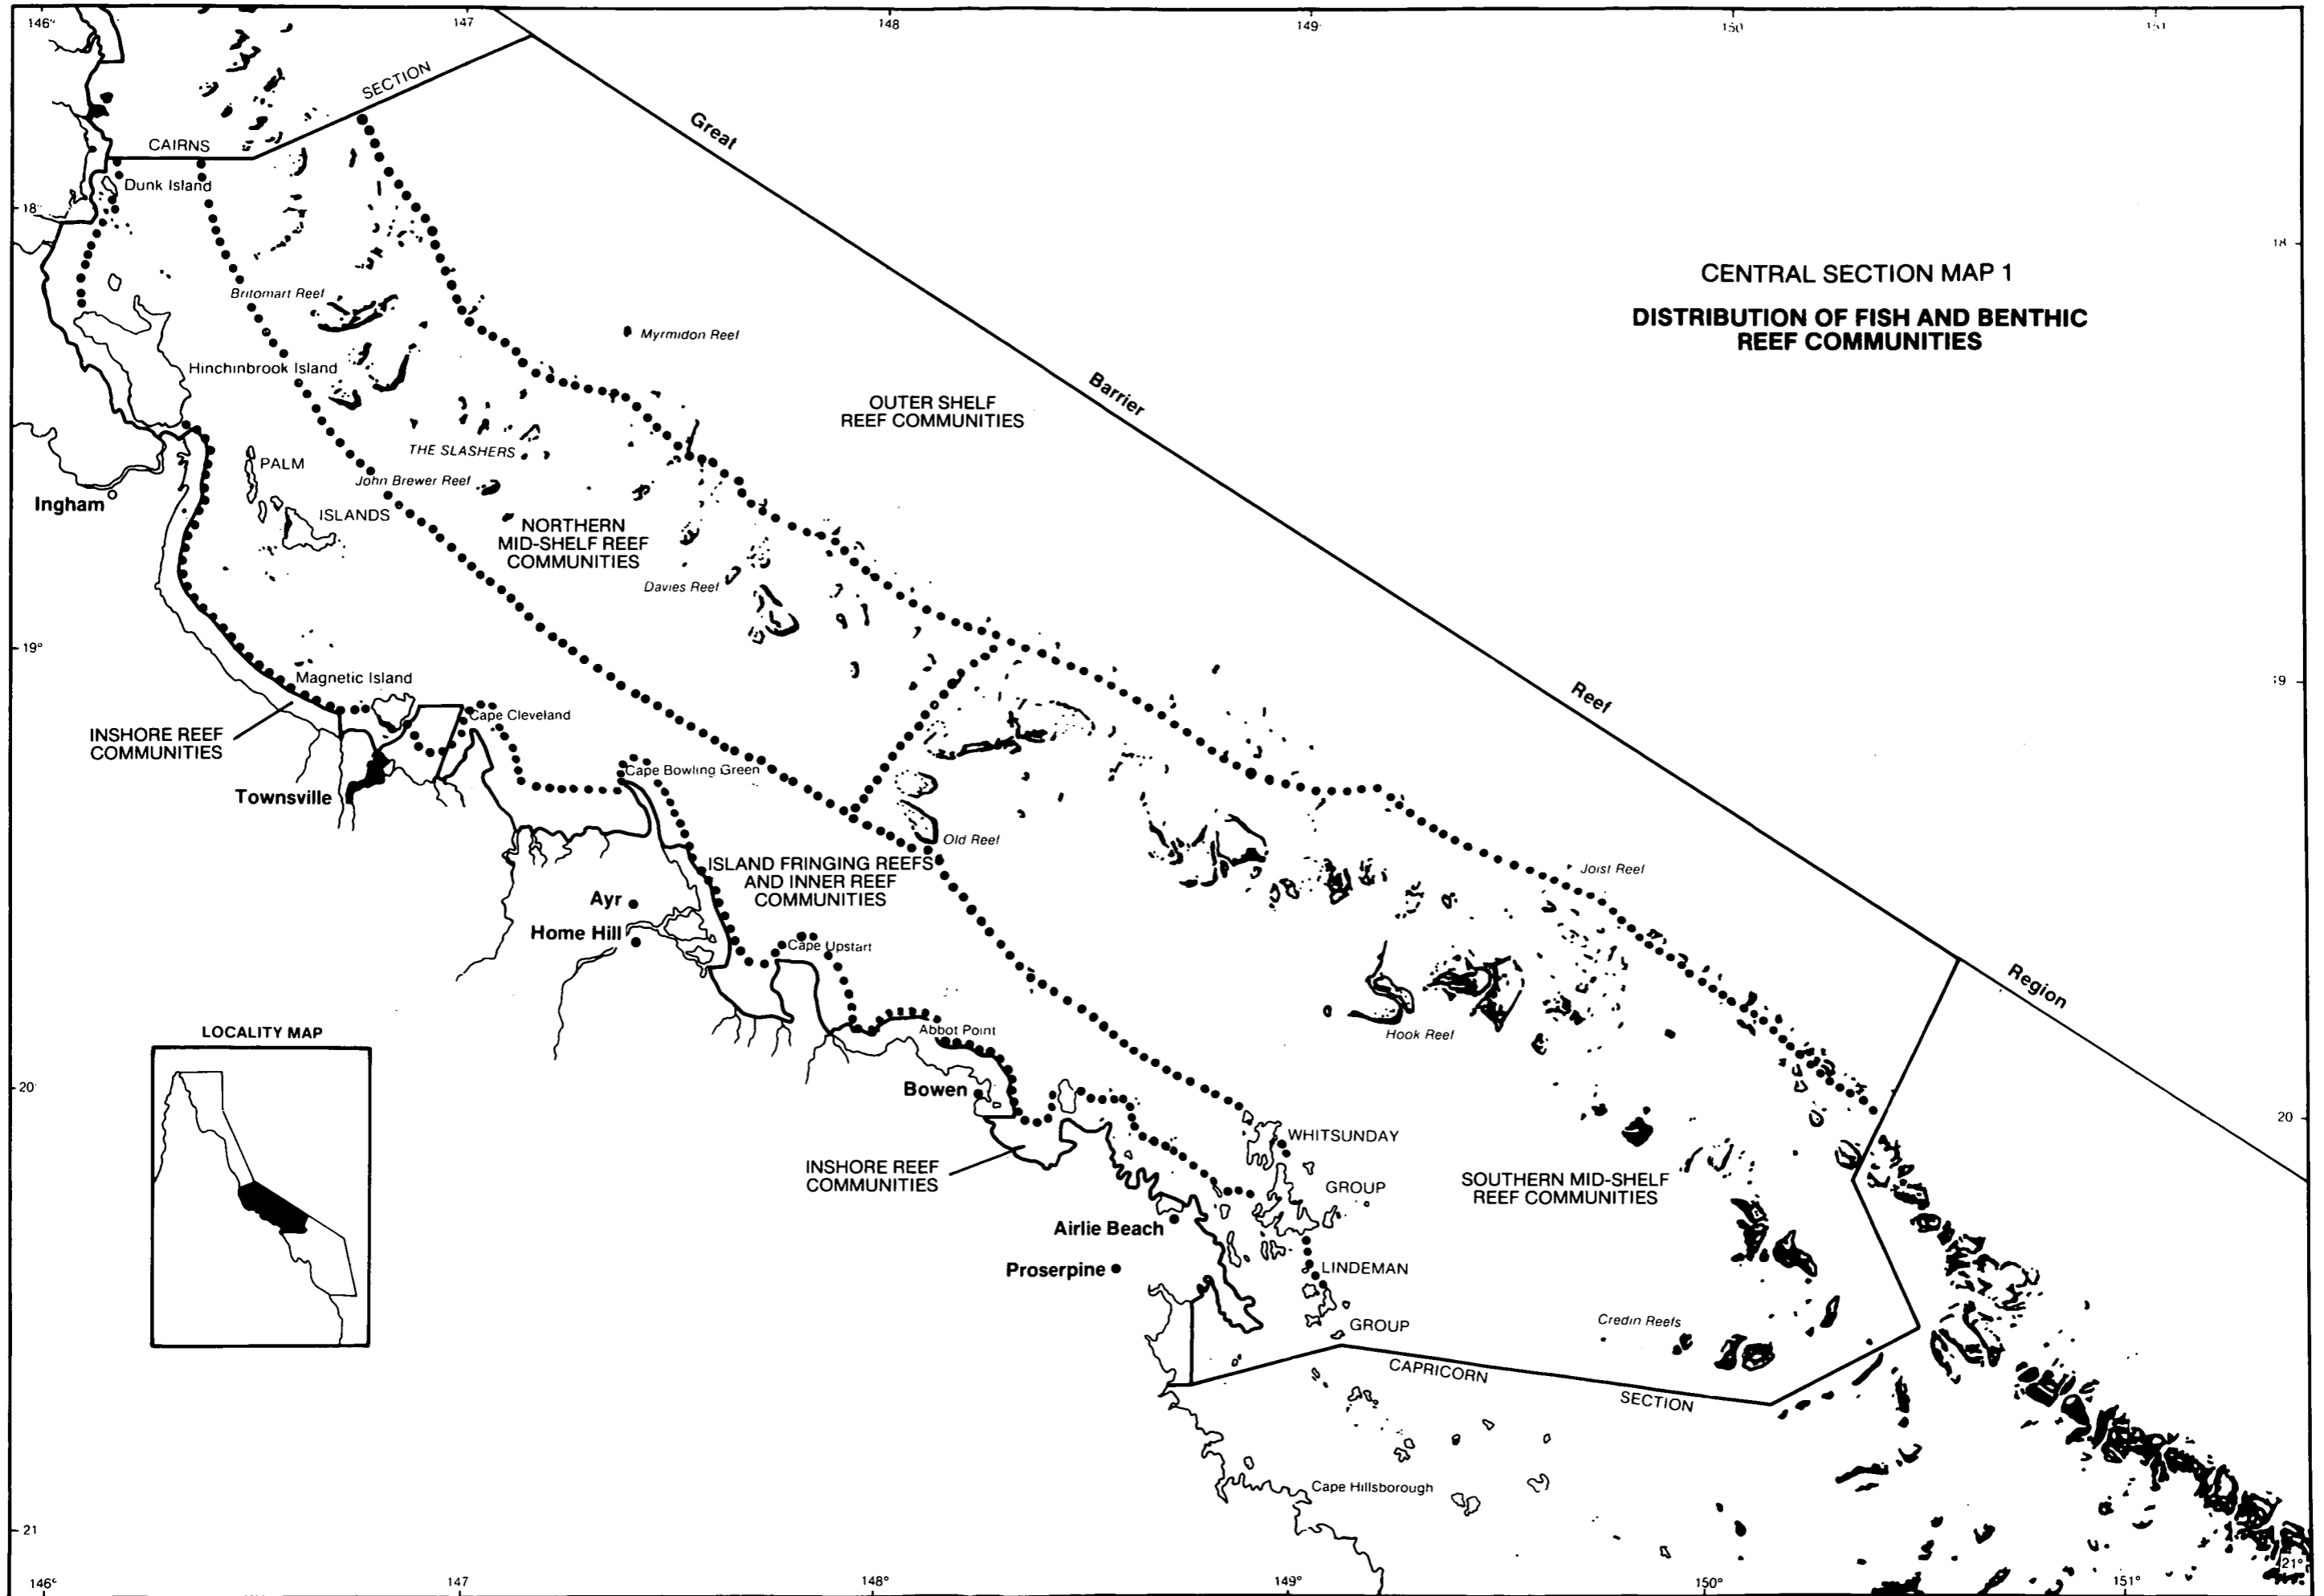 146°
147
148
149
150
151
SECTION
CAIRNS
Great
Dunk Island
18
18
CENTRAL SECTION MAP 1
DISTRIBUTION OF FISH AND BENTHIC
REEF COMMUNITIES
Britomart Reef
Myrmidon Reef
Hinchinbrook Island
Barrier
OUTER SHELF
REEF COMMUNITIES
THE SLASHERS
PALM
John Brewer Reef
Ingham
ISLANDS
NORTHERN
MID-SHELF REEF
COMMUNITIES
Davies Reef
19°
19
Magnetic Island
Reef
Cape Cleveland
INSHORE REEF
COMMUNITIES
Cape Bowling Green
Townsville
Old Reef
ISLAND FRINGING REEFS
AND INNER REEF
COMMUNITIES
Joist Reef
Ayr
Home Hill
Cape Upstart
Region
LOCALITY MAP
Abbot Point
Hook Reef
20
Bowen
20
WHITSUNDAY
INSHORE REEF
COMMUNITIES
GROUP
SOUTHERN MID-SHELF
REEF COMMUNITIES
Airlie Beach
Proserpine
LINDEMAN
GROUP
Credin Reefs
CAPRICORN
SECTION
Cape Hillsborough
21
21°
146°
147
148°
149°
150°
151°